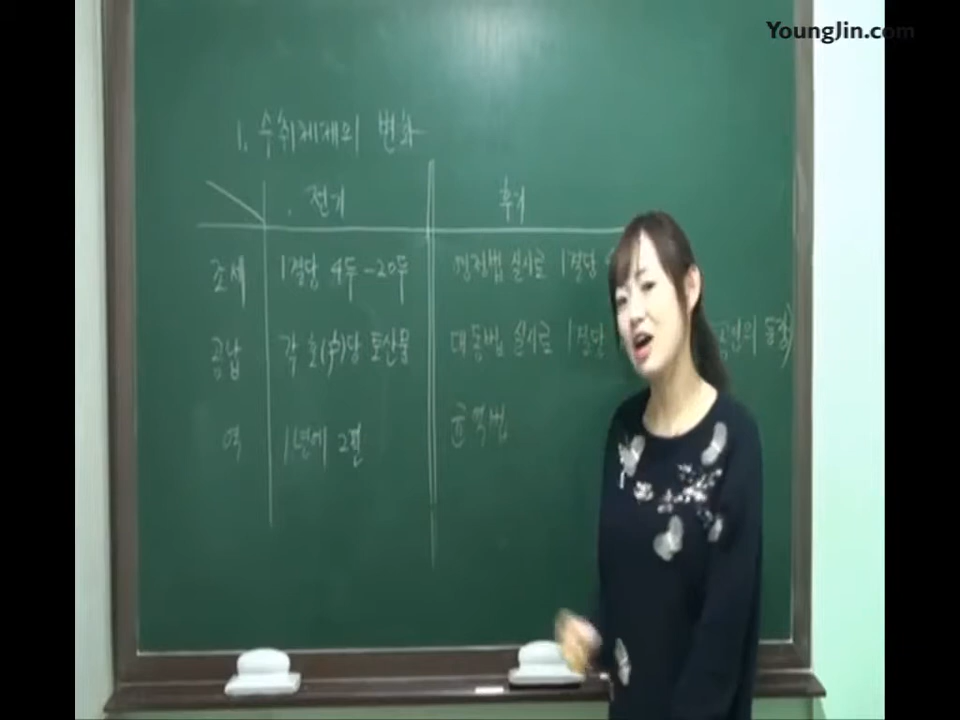 YoungJin.com
1. 수취체제의 변화
전기 후기
조세 1결당 4두-20두 영정법 실시로 1결당
공납 각 호(戶)당 토산물 대동법 실시로 1결당 공인의 등장)
역 1년에 2필 균역법